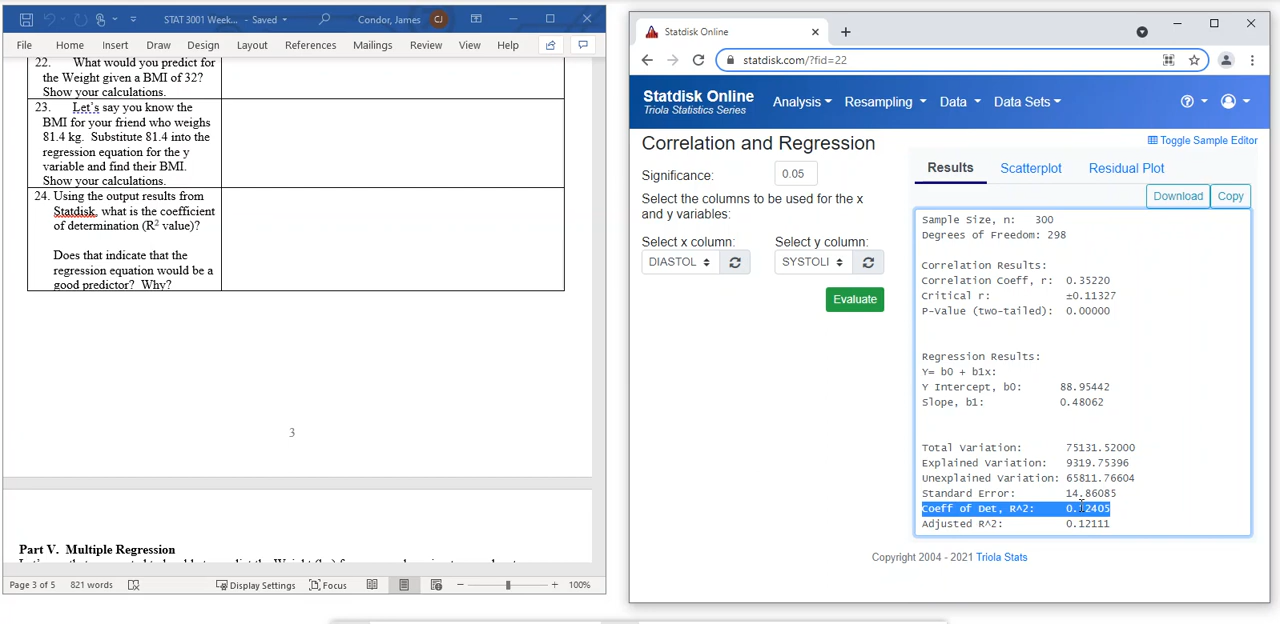 STAT 3001 Week... - Saved
Condor, James
CJ
File Home Insert Draw Design Layout References Mailings Review View Help
22. What would you predict for
the Weight given a BMI of 32?
Show your calculations.
23. Let's say you know the
BMI for your friend who weighs
81.4 kg. Substitute 81.4 into the
regression equation for the y
variable and find their BMI.
Show your calculations.
24. Using the output results from
Statdisk, what is the coefficient
of determination (R² value)?
Does that indicate that the
regression equation would be a
good predictor? Why?
3
Part V. Multiple Regression
Page 3 of 5 841 words Display Settings Focus 100%
Statdisk Online
statdisk.com/?fid=22
Statdisk Online
Triola Statistics Series
Analysis Resampling Data Data Sets
Correlation and Regression
Toggle Sample Editor
Significance: 0.05
Select the columns to be used for the x
and y variables:
Select x column: Select y column:
DIASTOL SYSTOLI
Evaluate
Results Scatterplot Residual Plot
Download Copy
Sample Size, n: 300
Degrees of Freedom: 298
Correlation Results:
Correlation Coeff, r: 0.35220
Critical r: ±0.11327
P-Value (two-tailed): 0.00000
Regression Results:
Y= b0 + b1x:
Y Intercept, b0: 88.95442
Slope, b1: 0.48062
Total Variation: 75131.52000
Explained Variation: 9319.75396
Unexplained Variation: 65811.76604
Standard Error: 14.86085
Coeff of Det, R^2: 0.12405
Adjusted R^2: 0.12111
Copyright 2004 - 2021 Triola Stats